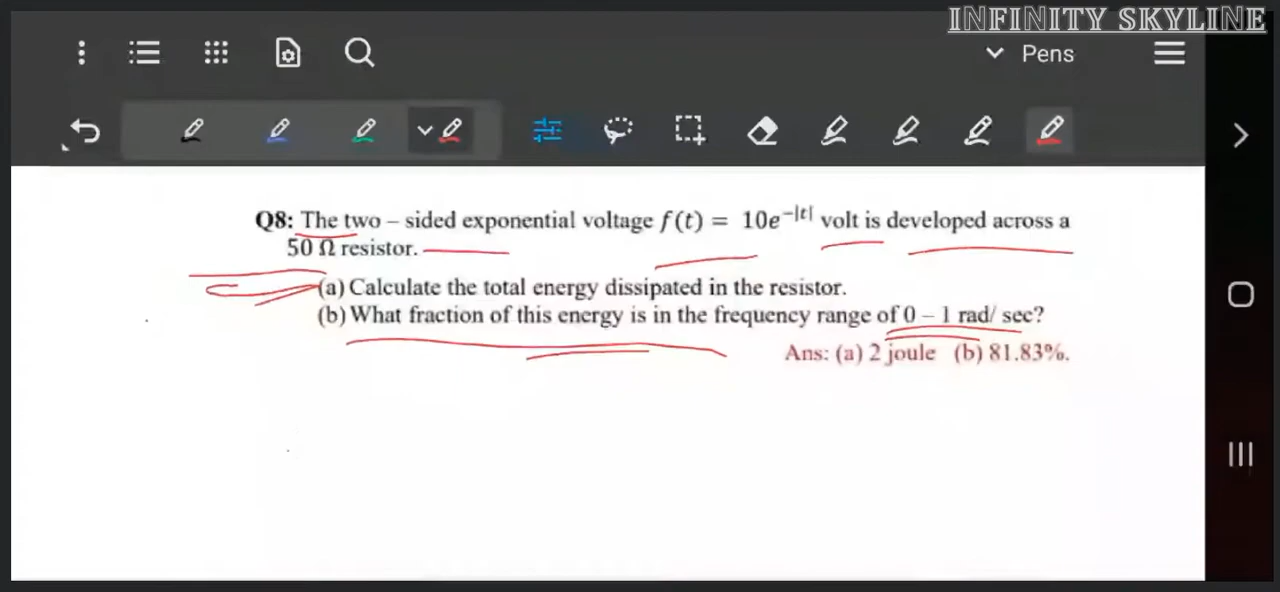 INFINITY SKYLINE
Pens
Q8: The two – sided exponential voltage f(t) = 10e^{-|t|} volt is developed across a
50 Ω resistor.
(a) Calculate the total energy dissipated in the resistor.
(b) What fraction of this energy is in the frequency range of 0 – 1 rad/ sec?
Ans: (a) 2 joule (b) 81.83%.